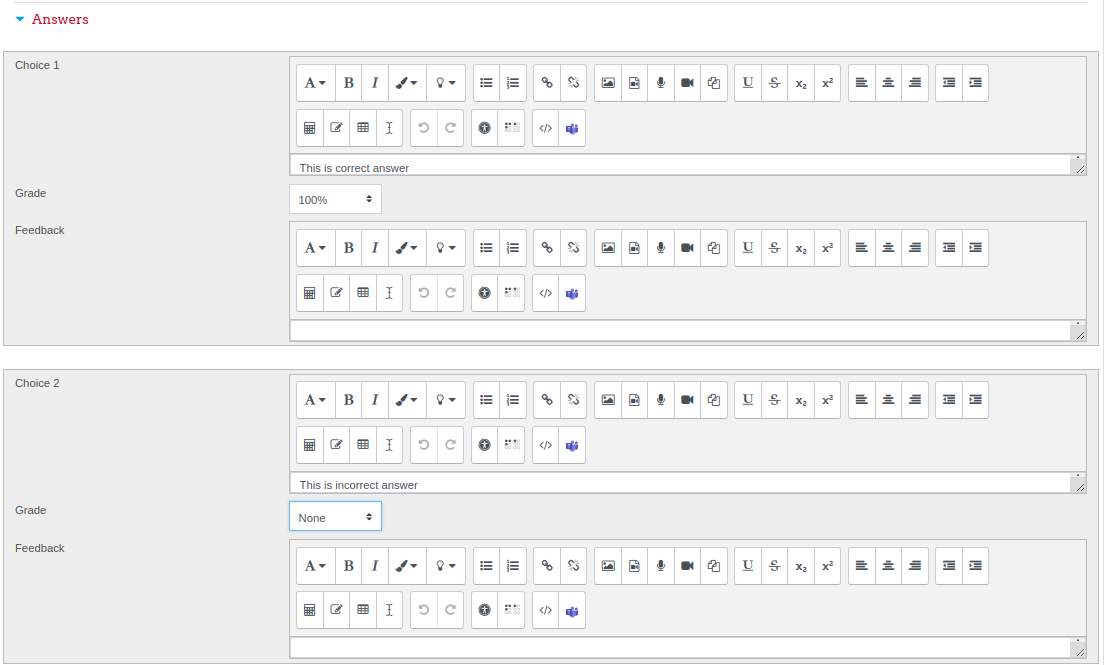 Answers
Choice 1
This is correct answer
Grade
100%
Feedback
Choice 2
This is incorrect answer
Grade
None
Feedback